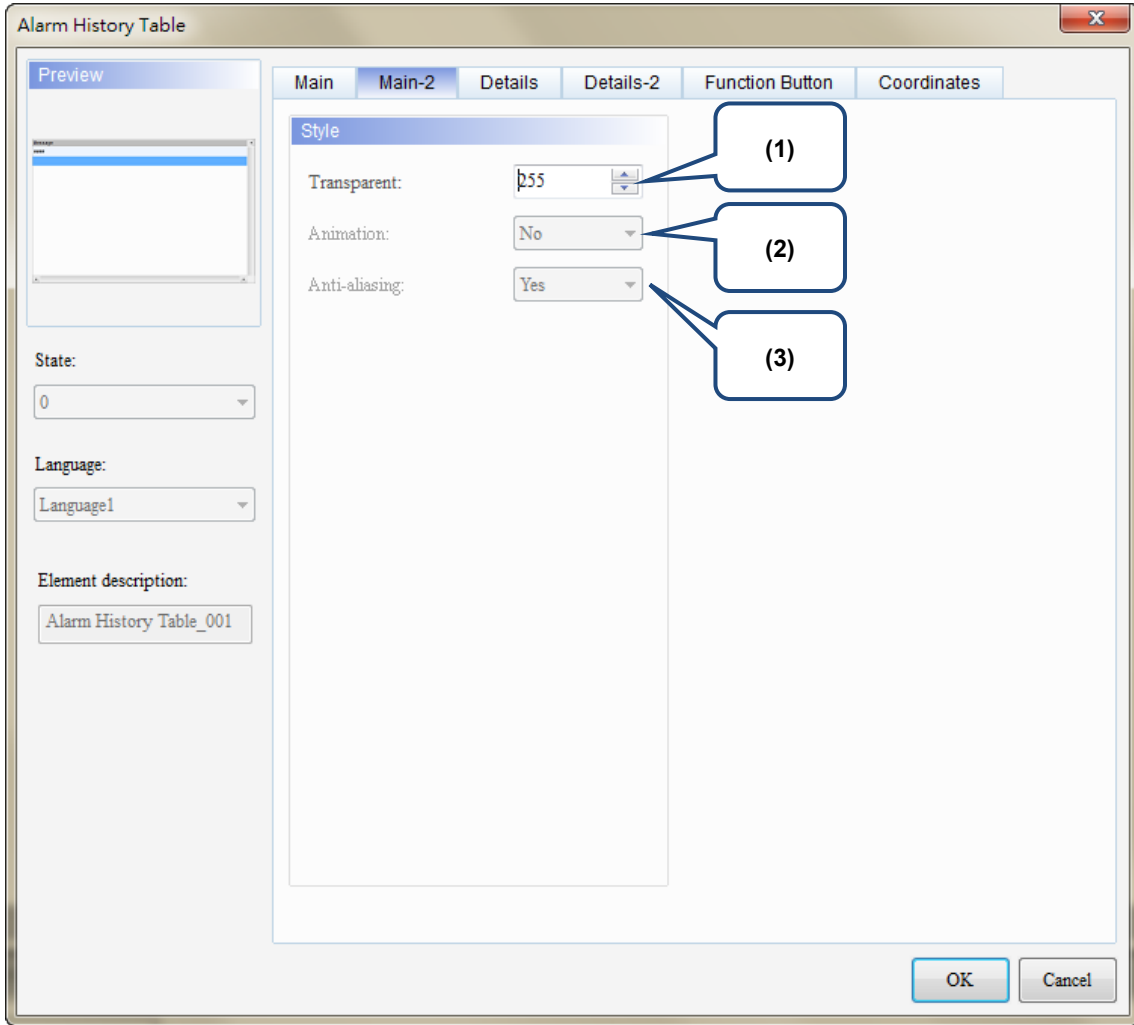 Alarm History Table
Preview
Message
Main Main-2 Details Details-2 Function Button Coordinates
Style
Transparent: 255
Animation: No
Anti-aliasing: Yes
(1)
(2)
(3)
State:
0
Language:
Language1
Element description:
Alarm History Table_001
OK Cancel